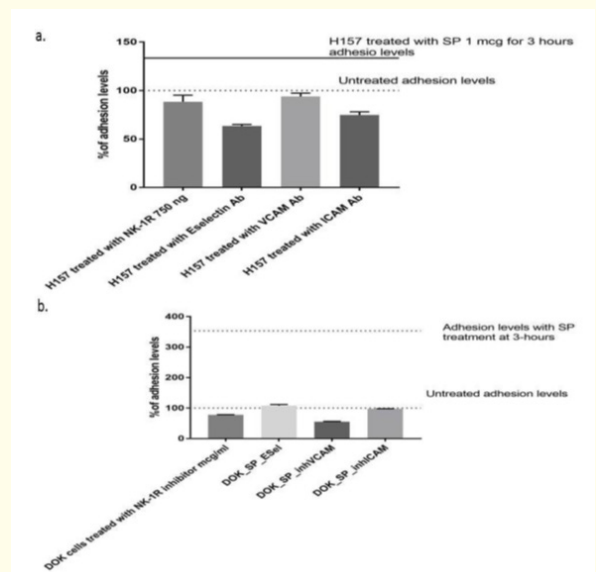 a.
H157 treated with SP 1 mcg for 3 hours
adhesio levels
150
Untreated adhesion levels
100
50
0
%of adhesion levels
H157 treated with NK-1R 750 ng
H157 treated with Eselectin Ab
H157 treated with VCAM Ab
H157 treated with ICAM Ab
b.
400
Adhesion levels with SP
treatment at 3-hours
300
200
Untreated adhesion levels
100
0
%of adhesion levels
DOK cells treated with NK-1R inhibitor mcg/ml
DOK_SP_ESel
DOK_SP_inhVCAM
DOK_SP_inhICAM